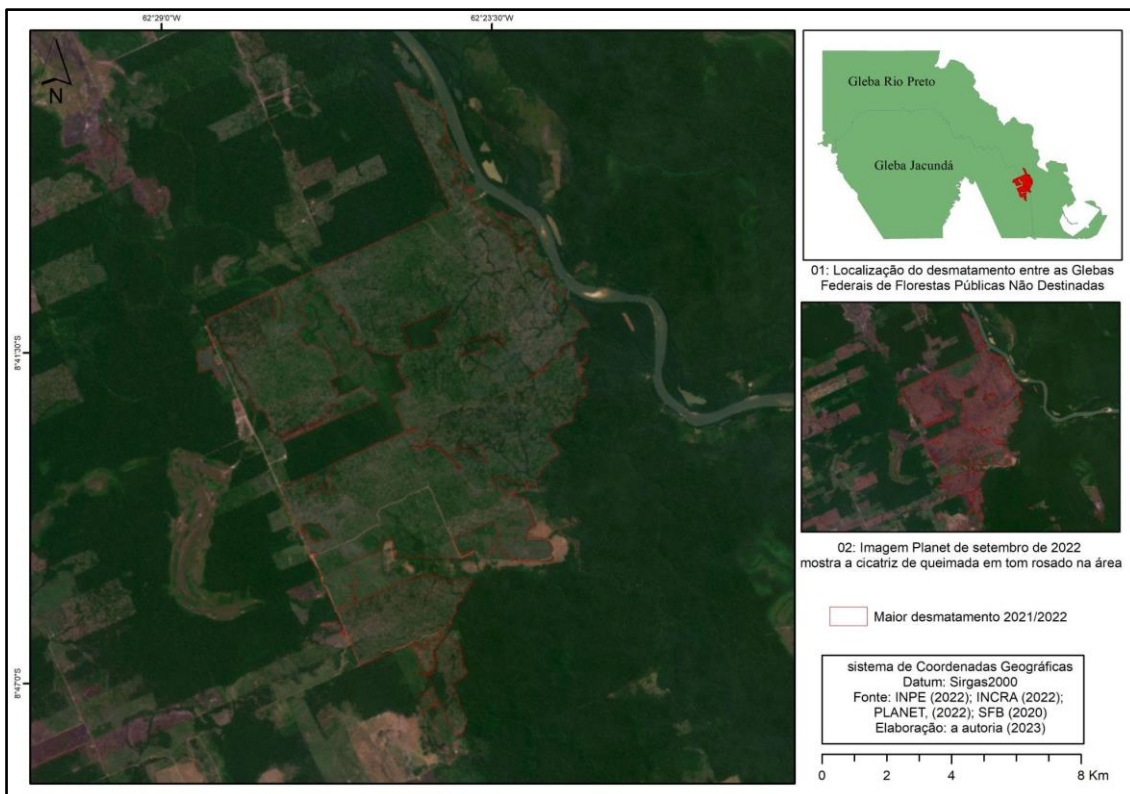 62°29'0"W
62°23'30"W
N
8°41'30"S
8°47'0"S
Gleba Rio Preto
Gleba Jacundá
01: Localização do desmatamento entre as Glebas
Federais de Florestas Públicas Não Destinadas
02: Imagem Planet de setembro de 2022
mostra a cicatriz de queimada em tom rosado na área
Maior desmatamento 2021/2022
sistema de Coordenadas Geográficas
Datum: Sirgas2000
Fonte: INPE (2022); INCRA (2022);
PLANET, (2022); SFB (2020)
Elaboração: a autoria (2023)
0 2 4 8 Km